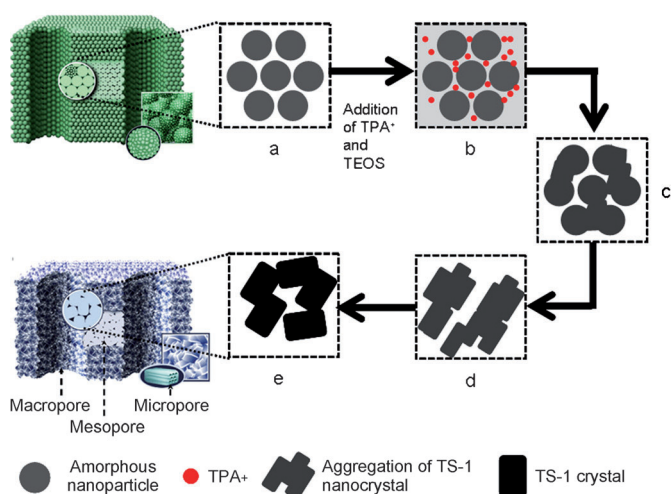 a
Addition
of TPA⁺
and
TEOS
b
c
d
e
Macropore
Mesopore
Micropore
Amorphous
nanoparticle
TPA+
Aggregation of TS-1
nanocrystal
TS-1 crystal